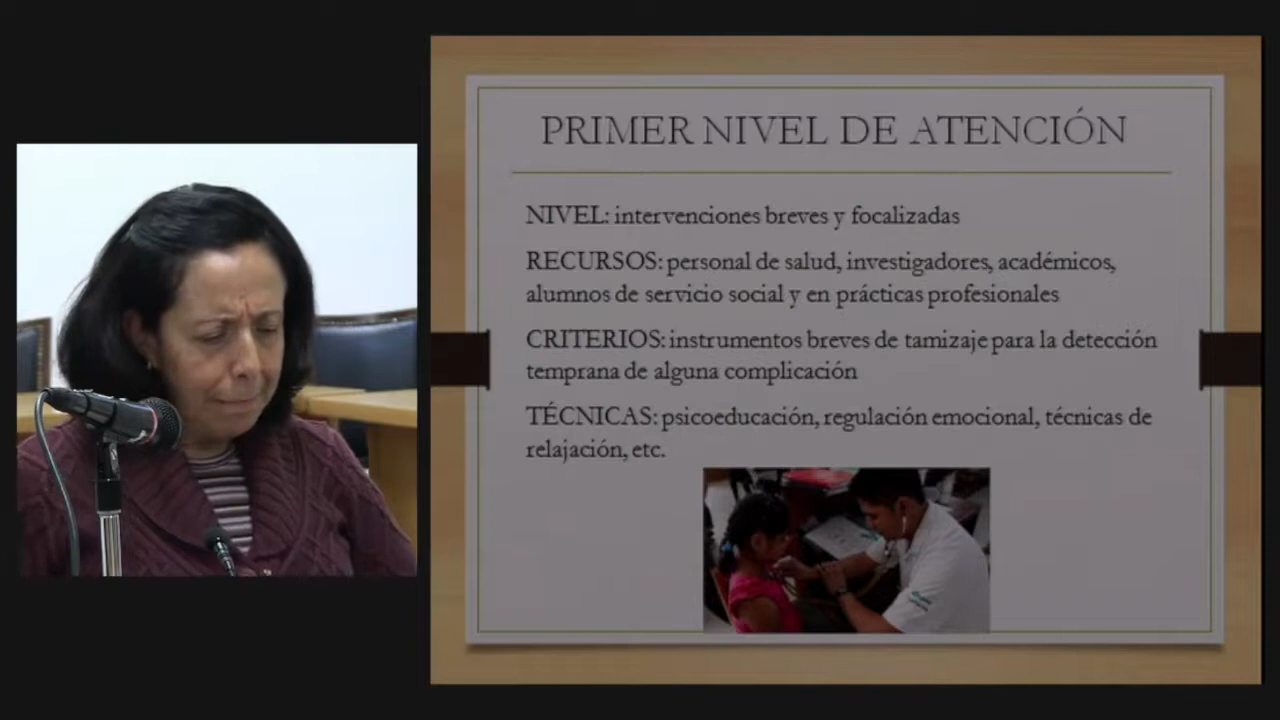 PRIMER NIVEL DE ATENCIÓN
NIVEL: intervenciones breves y focalizadas
RECURSOS: personal de salud, investigadores, académicos,
alumnos de servicio social y en prácticas profesionales
CRITERIOS: instrumentos breves de tamizaje para la detección
temprana de alguna complicación
TÉCNICAS: psicoeducación, regulación emocional, técnicas de
relajación, etc.